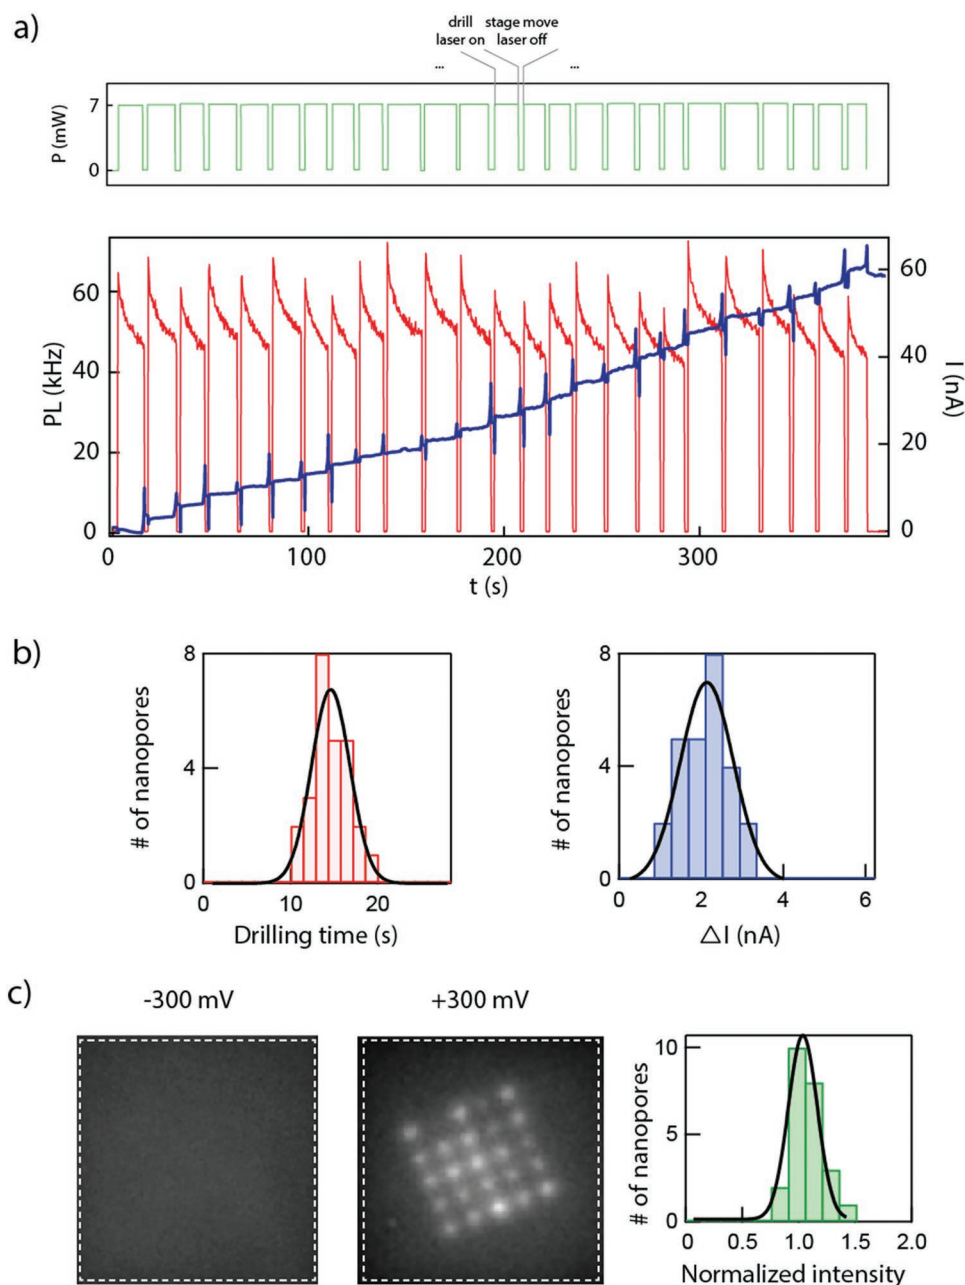 a)
drill stage move
laser on laser off
... ...
P (mW)
7
0
PL (kHz)
60
40
20
0
I (nA)
60
40
20
0
0 100 200 300
t (s)
b)
# of nanopores
8
4
0
0 10 20
Drilling time (s)
# of nanopores
8
4
0
0 2 4 6
△I (nA)
c)
-300 mV
+300 mV
# of nanopores
10
5
0
0 0.5 1.0 1.5 2.0
Normalized intensity